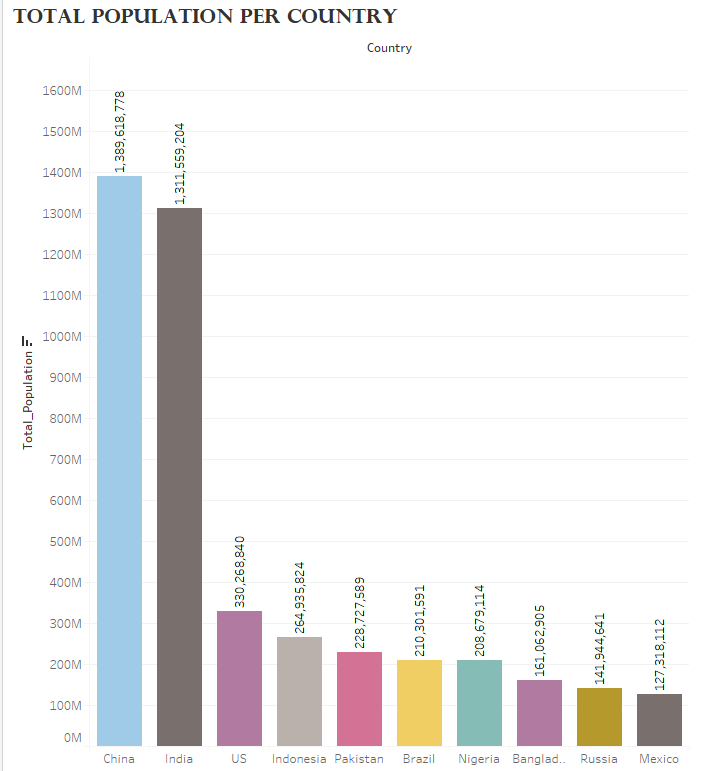 TOTAL POPULATION PER COUNTRY
Country
1600M
1500M
1400M
1300M
1200M
1100M
1000M
900M
800M
700M
600M
500M
400M
300M
200M
100M
0M
Total_Population
1,389,618,778
1,311,559,204
330,268,840
264,935,824
228,727,589
210,301,591
208,679,114
161,062,905
141,944,641
127,318,112
China India US Indonesia Pakistan Brazil Nigeria Banglad.. Russia Mexico